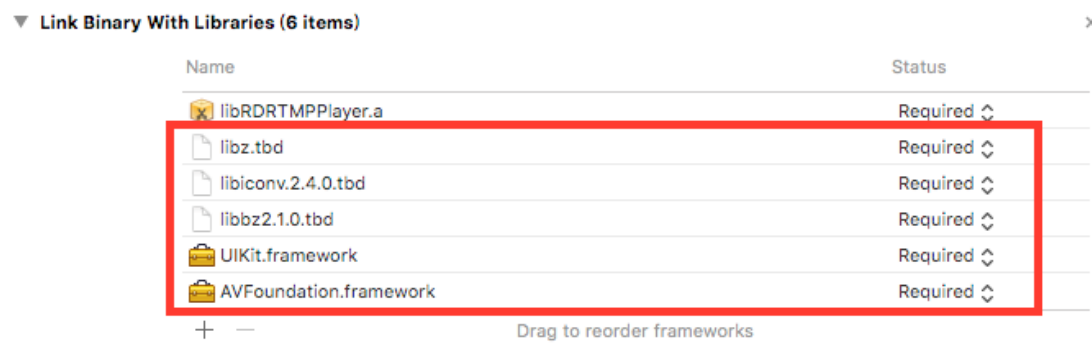 Link Binary With Libraries (6 items)
Name Status
libRDRTMPPlayer.a Required
libz.tbd Required
libiconv.2.4.0.tbd Required
libbz2.1.0.tbd Required
UIKit.framework Required
AVFoundation.framework Required
Drag to reorder frameworks